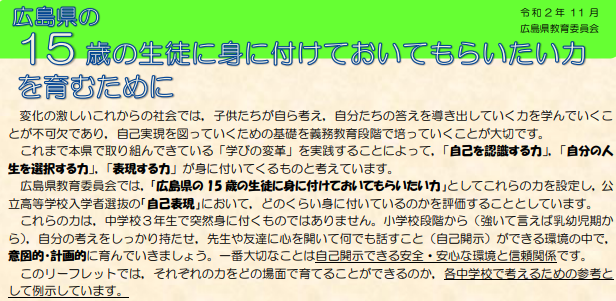 広島県の
令和２年 11 月
広島県教育委員会
15 歳の生徒に身に付けておいてもらいたい力
を育むために
変化の激しいこれからの社会では，子供たちが自ら考え，自分たちの答えを導き出していく力を学んでいくこ
とが不可欠であり，自己実現を図っていくための基礎を義務教育段階で培っていくことが大切です。
これまで本県で取り組んできている「学びの変革」を実践することによって，「自己を認識する力」，「自分の人
生を選択する力」，「表現する力」が身に付いてくるものと考えています。
広島県教育委員会では，「広島県の 15 歳の生徒に身に付けておいてもらいたい力」としてこれらの力を設定し，公
立高等学校入学者選抜の「自己表現」において，どのくらい身に付いているのかを評価することとしています。
これらの力は，中学校３年生で突然身に付くものではありません。小学校段階から（強いて言えば乳幼児期か
ら），自分の考えをしっかり持たせ，先生や友達に心を開いて何でも話すこと（自己開示）ができる環境の中で，
意図的・計画的に育んでいきましょう。一番大切なことは自己開示できる安全・安心な環境と信頼関係です。
このリーフレットでは，それぞれの力をどの場面で育てることができるのか，各中学校で考えるための参考と
して例示しています。